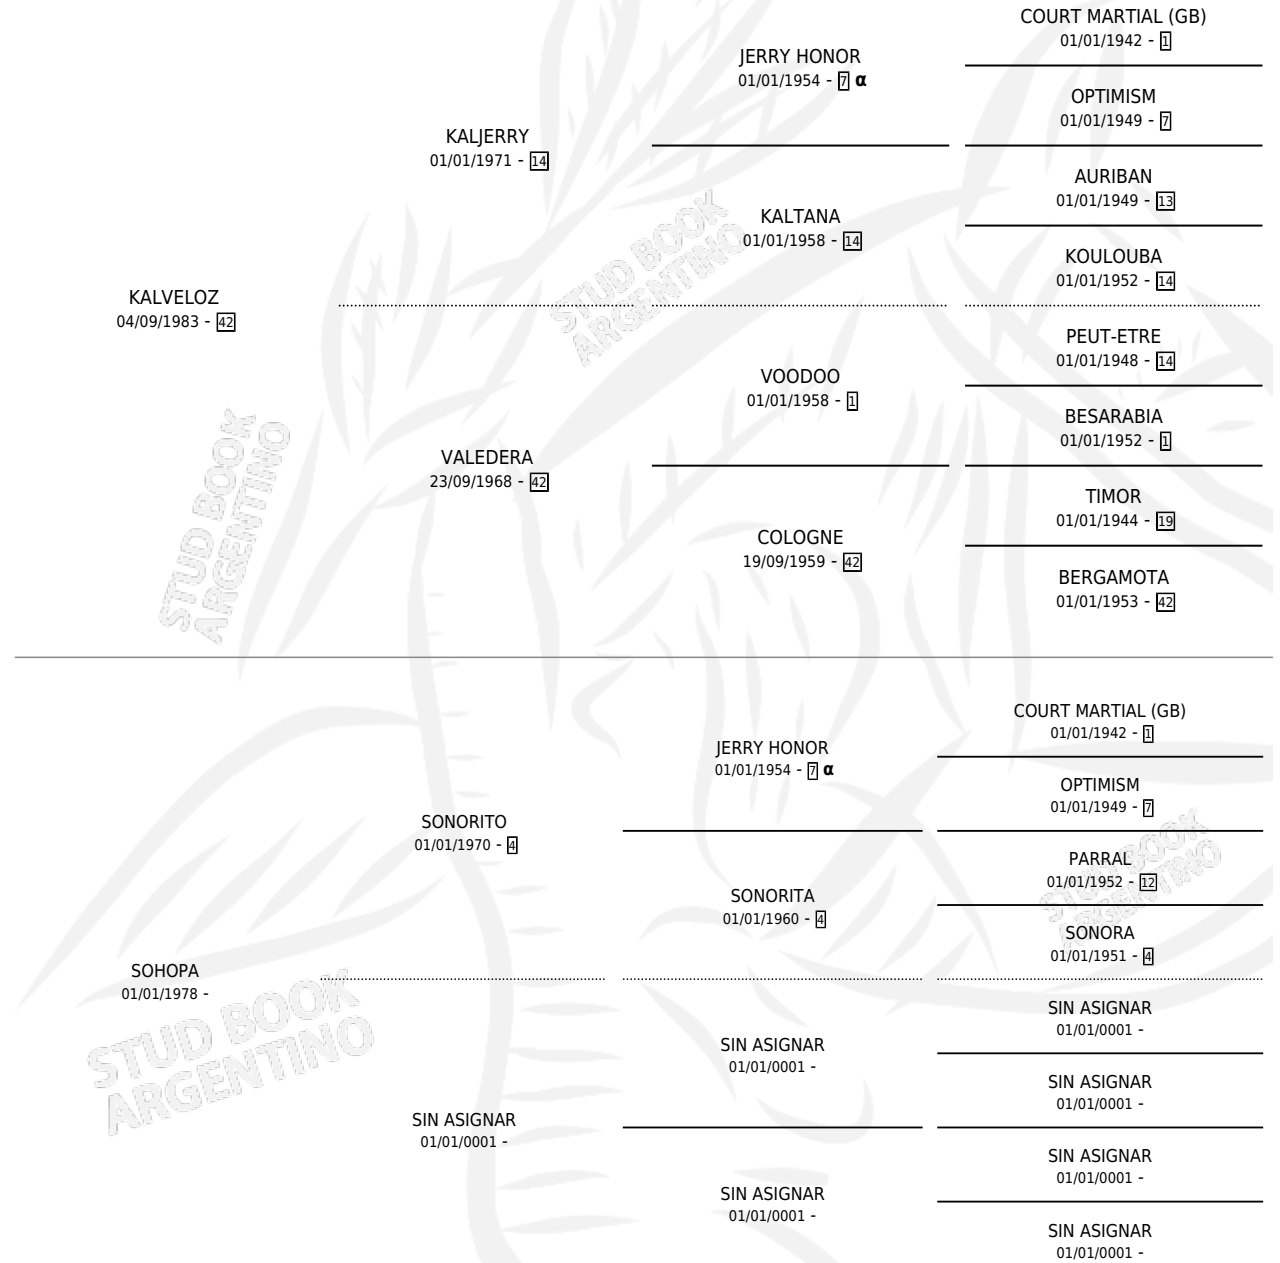 COURT MARTIAL (GB)
01/01/1942 - 1
JERRY HONOR
01/01/1954 - 7 α
OPTIMISM
01/01/1949 - 7
KALJERRY
01/01/1971 - 14
AURIBAN
01/01/1949 - 13
KALTANA
01/01/1958 - 14
KOULOUBA
01/01/1952 - 14
KALVELOZ
04/09/1983 - 42
PEUT-ETRE
01/01/1948 - 14
VOODOO
01/01/1958 - 1
BESARABIA
01/01/1952 - 1
VALEDERA
23/09/1968 - 42
TIMOR
01/01/1944 - 19
COLOGNE
19/09/1959 - 42
BERGAMOTA
01/01/1953 - 42
STUD BOOK
ARGENTINO
STUD BOOK
ARGENTINO
COURT MARTIAL (GB)
01/01/1942 - 1
JERRY HONOR
01/01/1954 - 7 α
OPTIMISM
01/01/1949 - 7
SONORITO
01/01/1970 - 4
PARRAL
01/01/1952 - 12
SONORITA
01/01/1960 - 4
SONORA
01/01/1951 - 4
SOHOPA
01/01/1978 -
SIN ASIGNAR
01/01/0001 -
SIN ASIGNAR
01/01/0001 -
SIN ASIGNAR
01/01/0001 -
SIN ASIGNAR
01/01/0001 -
SIN ASIGNAR
01/01/0001 -
SIN ASIGNAR
01/01/0001 -
SIN ASIGNAR
01/01/0001 -
STUD BOOK
ARGENTINO
STUD BOOK
ARGENTINO